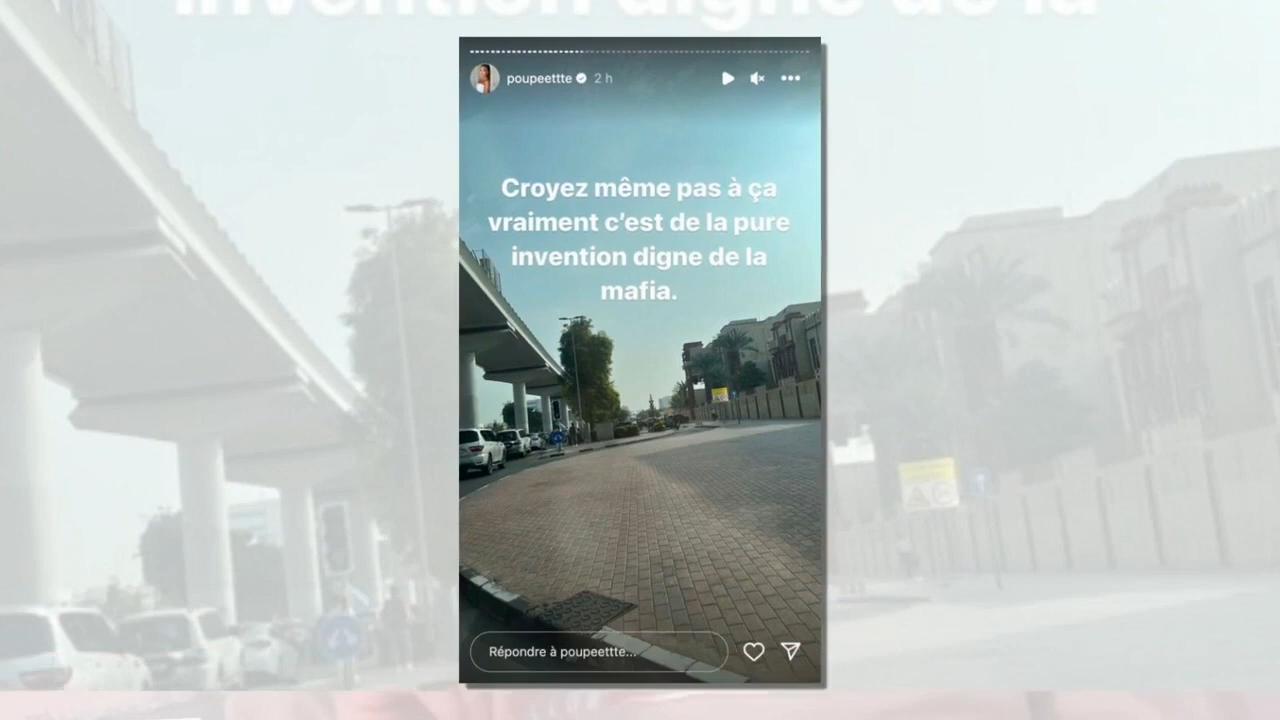 invention digne de la
poupeettte 2 h
Croyez même pas à ça
vraiment c’est de la pure
invention digne de la
mafia.
Répondre à poupeettte...